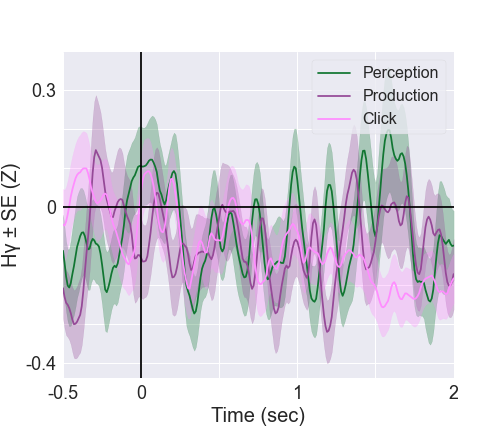 Perception
Production
Click
0.3
0
-0.4
Hγ ± SE (Z)
-0.5
0
1
2
Time (sec)